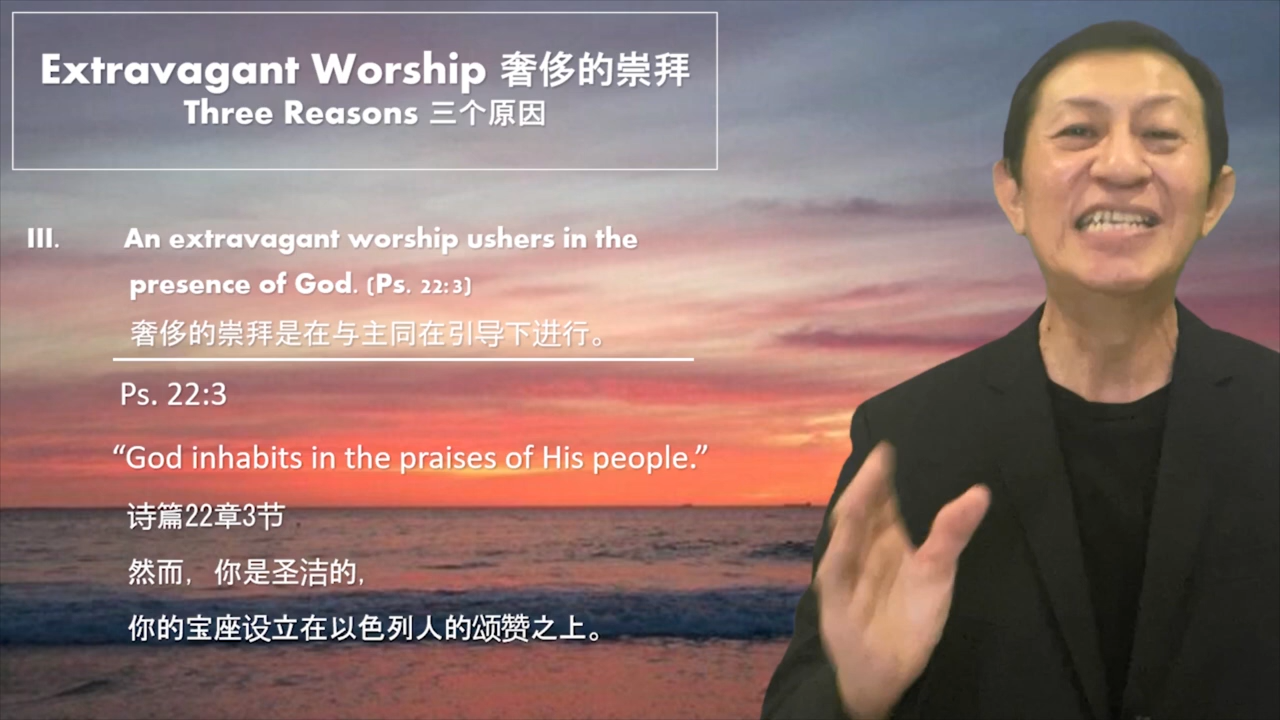 Extravagant Worship 奢侈的崇拜
Three Reasons 三个原因
III. An extravagant worship ushers in the
presence of God. (Ps. 22:3)
奢侈的崇拜是在与主同在引导下进行。
Ps. 22:3
“God inhabits in the praises of His people.”
诗篇22章3节
然而，你是圣洁的，
你的宝座设立在以色列人的颂赞之上。